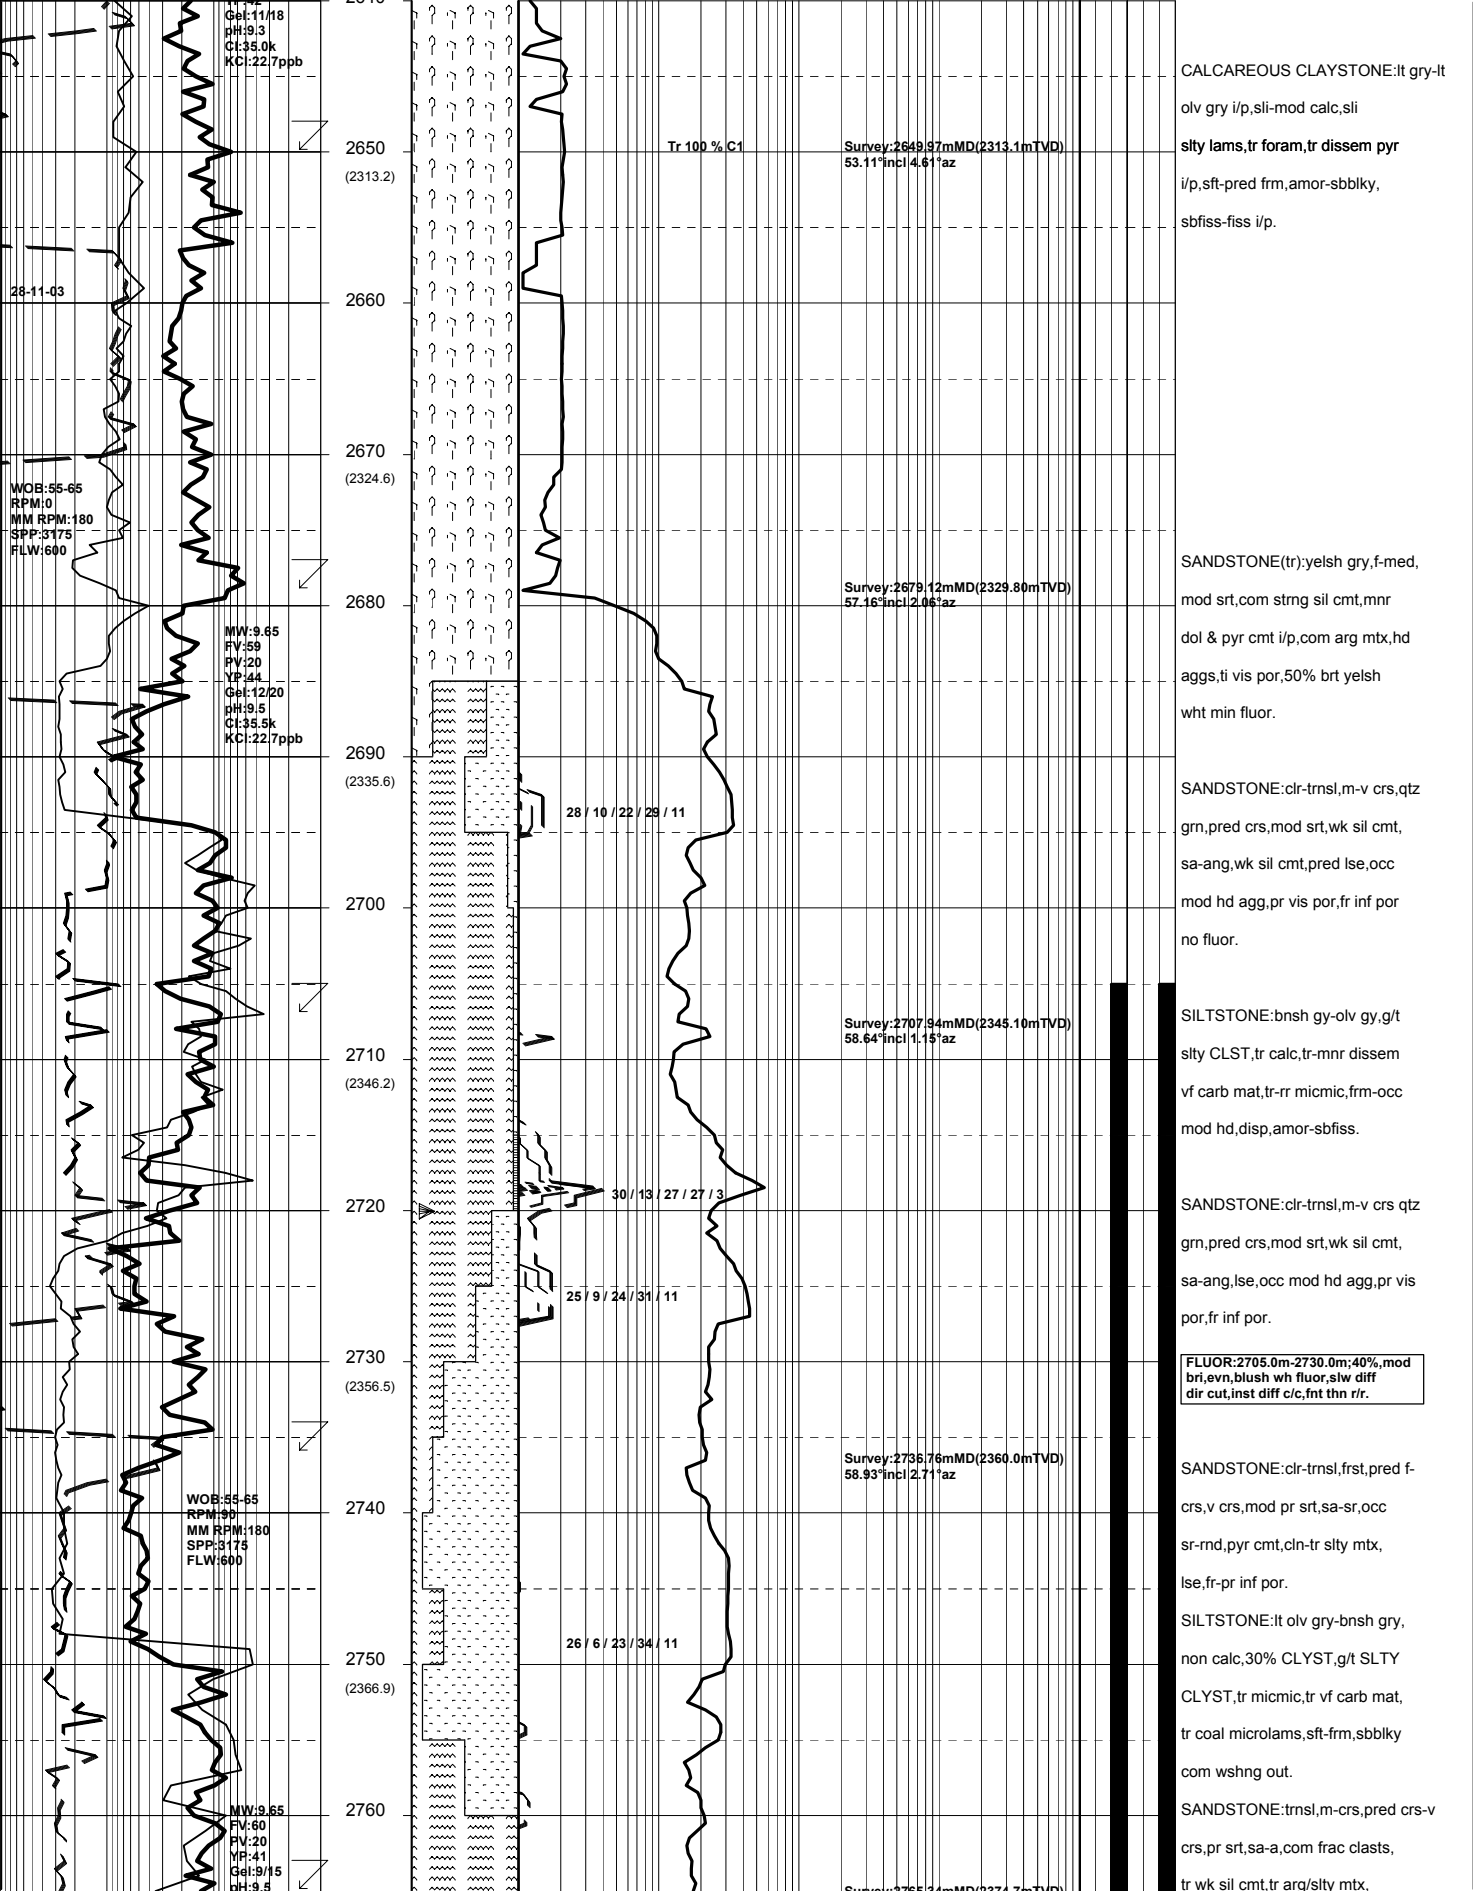 Gel:11/18
pH:9.3
Cl:35.0k
KCl:22.7ppb
28-11-03
WOB:55-65
RPM:0
MM RPM:180
SPP:3175
FLW:600
MW:9.65
FV:59
PV:20
YP:44
Gel:12/20
pH:9.5
Cl:35.5k
KCl:22.7ppb
WOB:55-65
RPM:90
MM RPM:180
SPP:3175
FLW:600
MW:9.65
FV:60
PV:20
YP:41
Gel:9/15
pH:9.5
2650
(2313.2)
2660
2670
(2324.6)
2680
2690
(2335.6)
2700
2710
(2346.2)
2720
2730
(2356.5)
2740
2750
(2366.9)
2760
Tr 100 % C1
28 / 10 / 22 / 29 / 11
30 / 13 / 27 / 27 / 3
25 / 9 / 24 / 31 / 11
26 / 6 / 23 / 34 / 11
Survey:2649.97mMD(2313.1mTVD)
53.11°incl 4.61°az
Survey:2679.12mMD(2329.80mTVD)
57.16°incl 2.06°az
Survey:2707.94mMD(2345.10mTVD)
58.64°incl 1.15°az
Survey:2736.76mMD(2360.0mTVD)
58.93°incl 2.71°az
Survey:2765.34mMD(2374.7mTVD)
CALCAREOUS CLAYSTONE:lt gry-lt
olv gry i/p,sli-mod calc,sli
slty lams,tr foram,tr dissem pyr
i/p,sft-pred frm,amor-sbblky,
sbfiss-fiss i/p.
SANDSTONE(tr):yelsh gry,f-med,
mod srt,com strng sil cmt,mnr
dol & pyr cmt i/p,com arg mtx,hd
aggs,ti vis por,50% brt yelsh
wht min fluor.
SANDSTONE:clr-trnsl,m-v crs,qtz
grn,pred crs,mod srt,wk sil cmt,
sa-ang,wk sil cmt,pred lse,occ
mod hd agg,pr vis por,fr inf por
no fluor.
SILTSTONE:bnsh gy-olv gy,g/t
slty CLST,tr calc,tr-mnr dissem
vf carb mat,tr-rr micmic,frm-occ
mod hd,disp,amor-sbfiss.
SANDSTONE:clr-trnsl,m-v crs qtz
grn,pred crs,mod srt,wk sil cmt,
sa-ang,lse,occ mod hd agg,pr vis
por,fr inf por.
FLUOR:2705.0m-2730.0m;40%,mod
bri,evn,blush wh fluor,slw diff
dir cut,inst diff c/c,fnt thn r/r.
SANDSTONE:clr-trnsl,frst,pred f-
crs,v crs,mod pr srt,sa-sr,occ
sr-rnd,pyr cmt,cln-tr slty mtx,
lse,fr-pr inf por.
SILTSTONE:lt olv gry-bnsh gry,
non calc,30% CLYST,g/t SLTY
CLYST,tr micmic,tr vf carb mat,
tr coal microlams,sft-frm,sbblky
com wshng out.
SANDSTONE:trnsl,m-crs,pred crs-v
crs,pr srt,sa-a,com frac clasts,
tr wk sil cmt,tr arg/slty mtx,